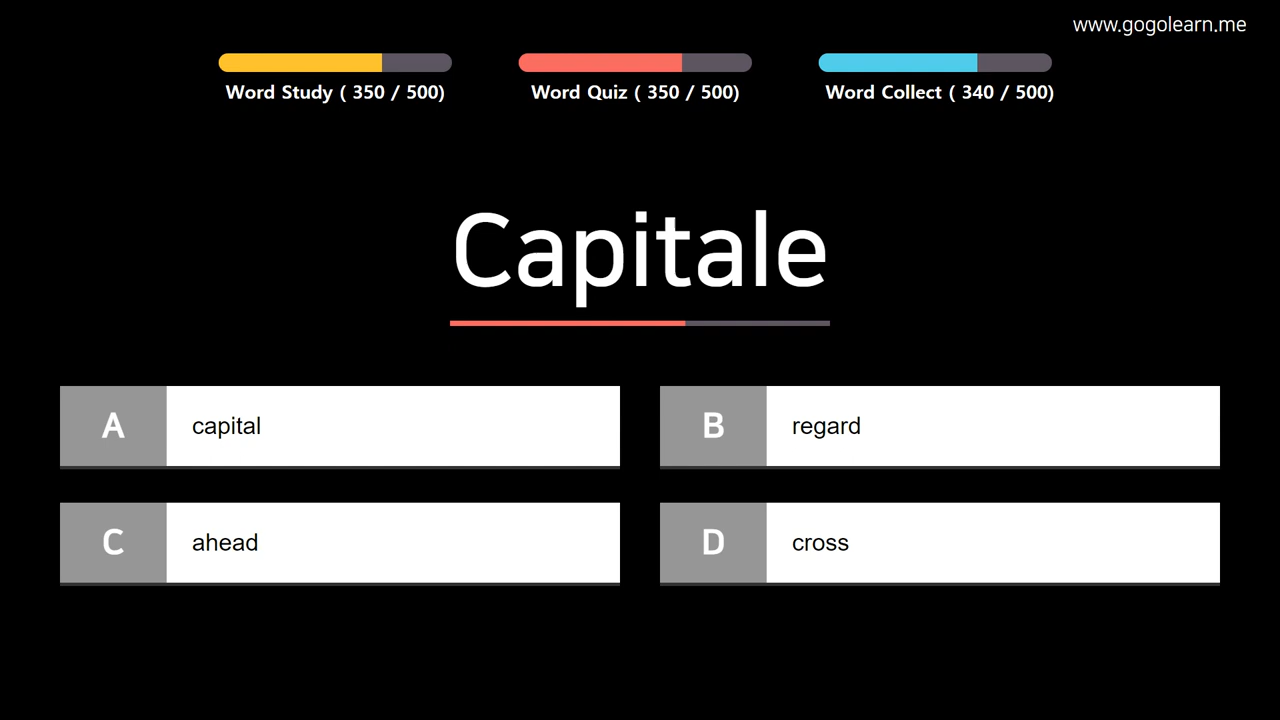 www.gogolearn.me
Word Study ( 350 / 500)
Word Quiz ( 350 / 500)
Word Collect ( 340 / 500)
Capitale
A capital
B regard
C ahead
D cross